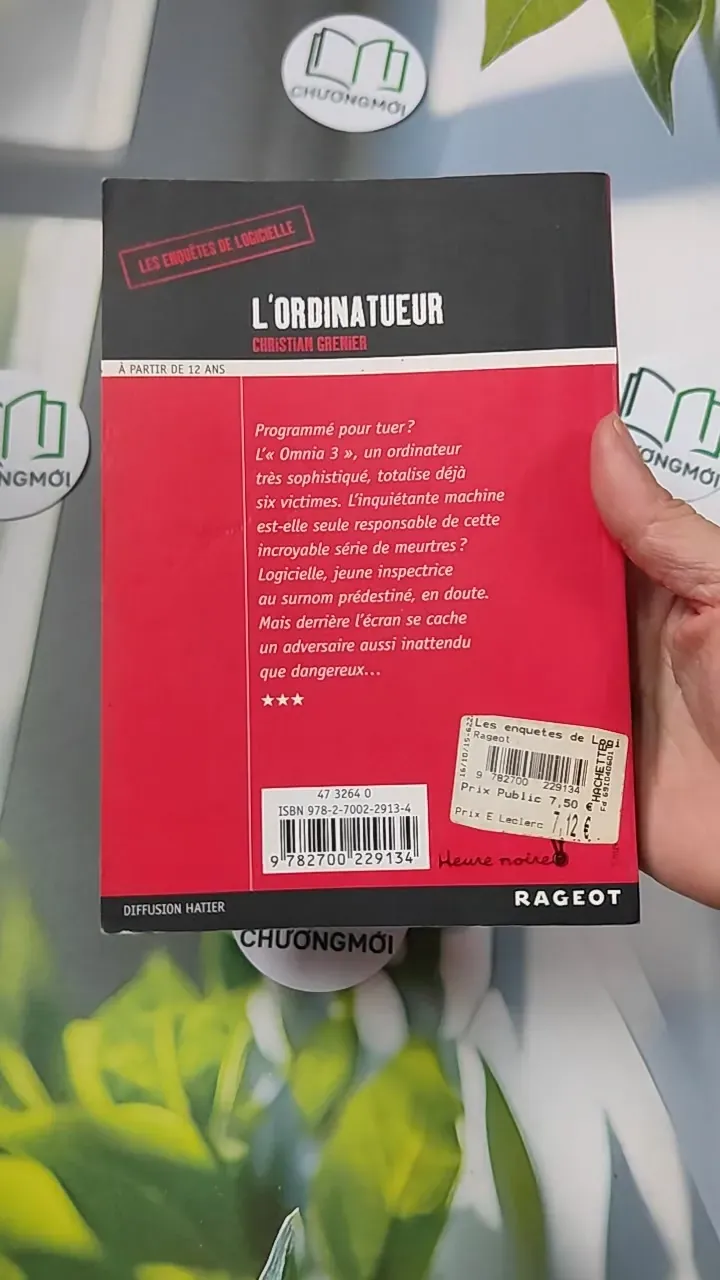 CHƯƠNGMỚI
LES ENQUÊTES DE LOGICIELLE
L'ORDINATUEUR
CHRISTIAN GRENIER
À PARTIR DE 12 ANS
Programmé pour tuer ?
L'« Omnia 3 », un ordinateur
très sophistiqué, totalise déjà
six victimes. L'inquiétante machine
est-elle seule responsable de cette
incroyable série de meurtres ?
Logicielle, jeune inspectrice
au surnom prédestiné, en doute.
Mais derrière l'écran se cache
un adversaire aussi inattendu
que dangereux...
★★★
NGMỚI
ƠNGMỚI
Les enquetes de L
Rageot
9 782700 229134
Prix Public 7,50 €
Prix E Leclerc 7,12 €
HACHETTE
47 3264 0
ISBN 978-2-7002-2913-4
9 782700 229134
Heure noire
DIFFUSION HATIER
RAGEOT
CHƯƠNGMỚI